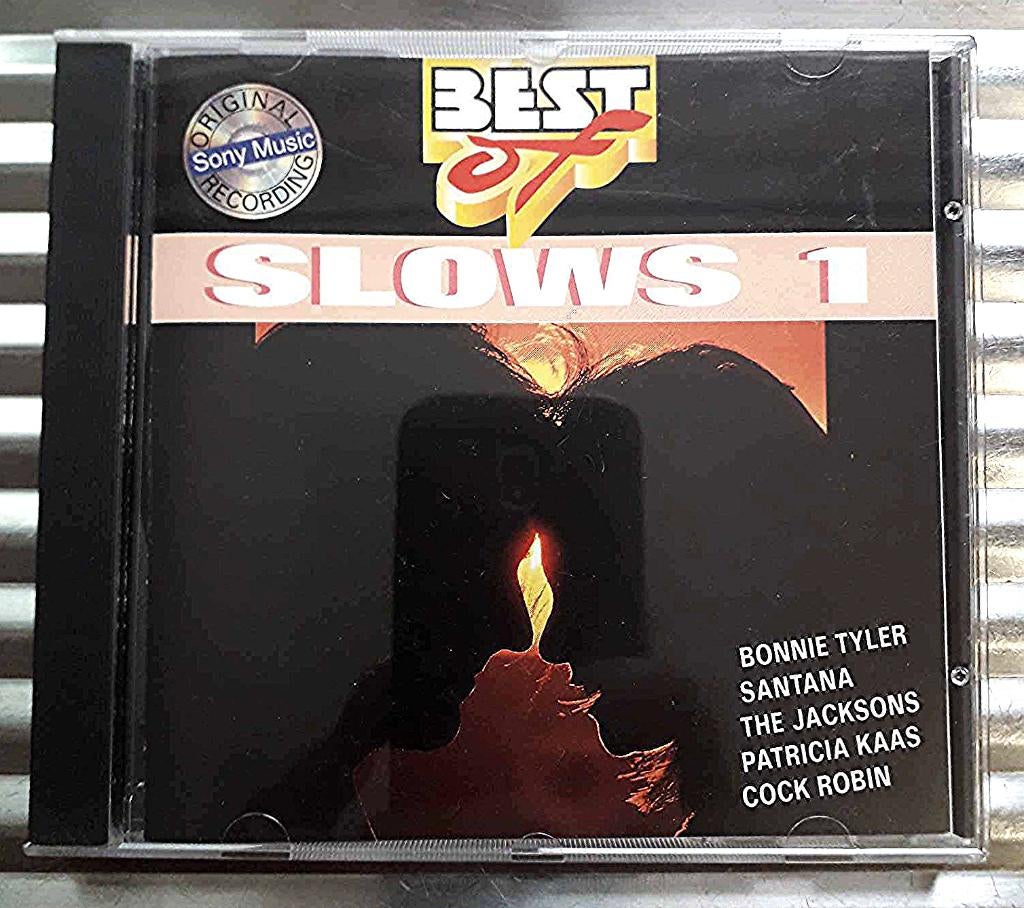 ORIGINAL
Sony Music
RECORDING
BEST
of
SLOWS 1
BONNIE TYLER
SANTANA
THE JACKSONS
PATRICIA KAAS
COCK ROBIN